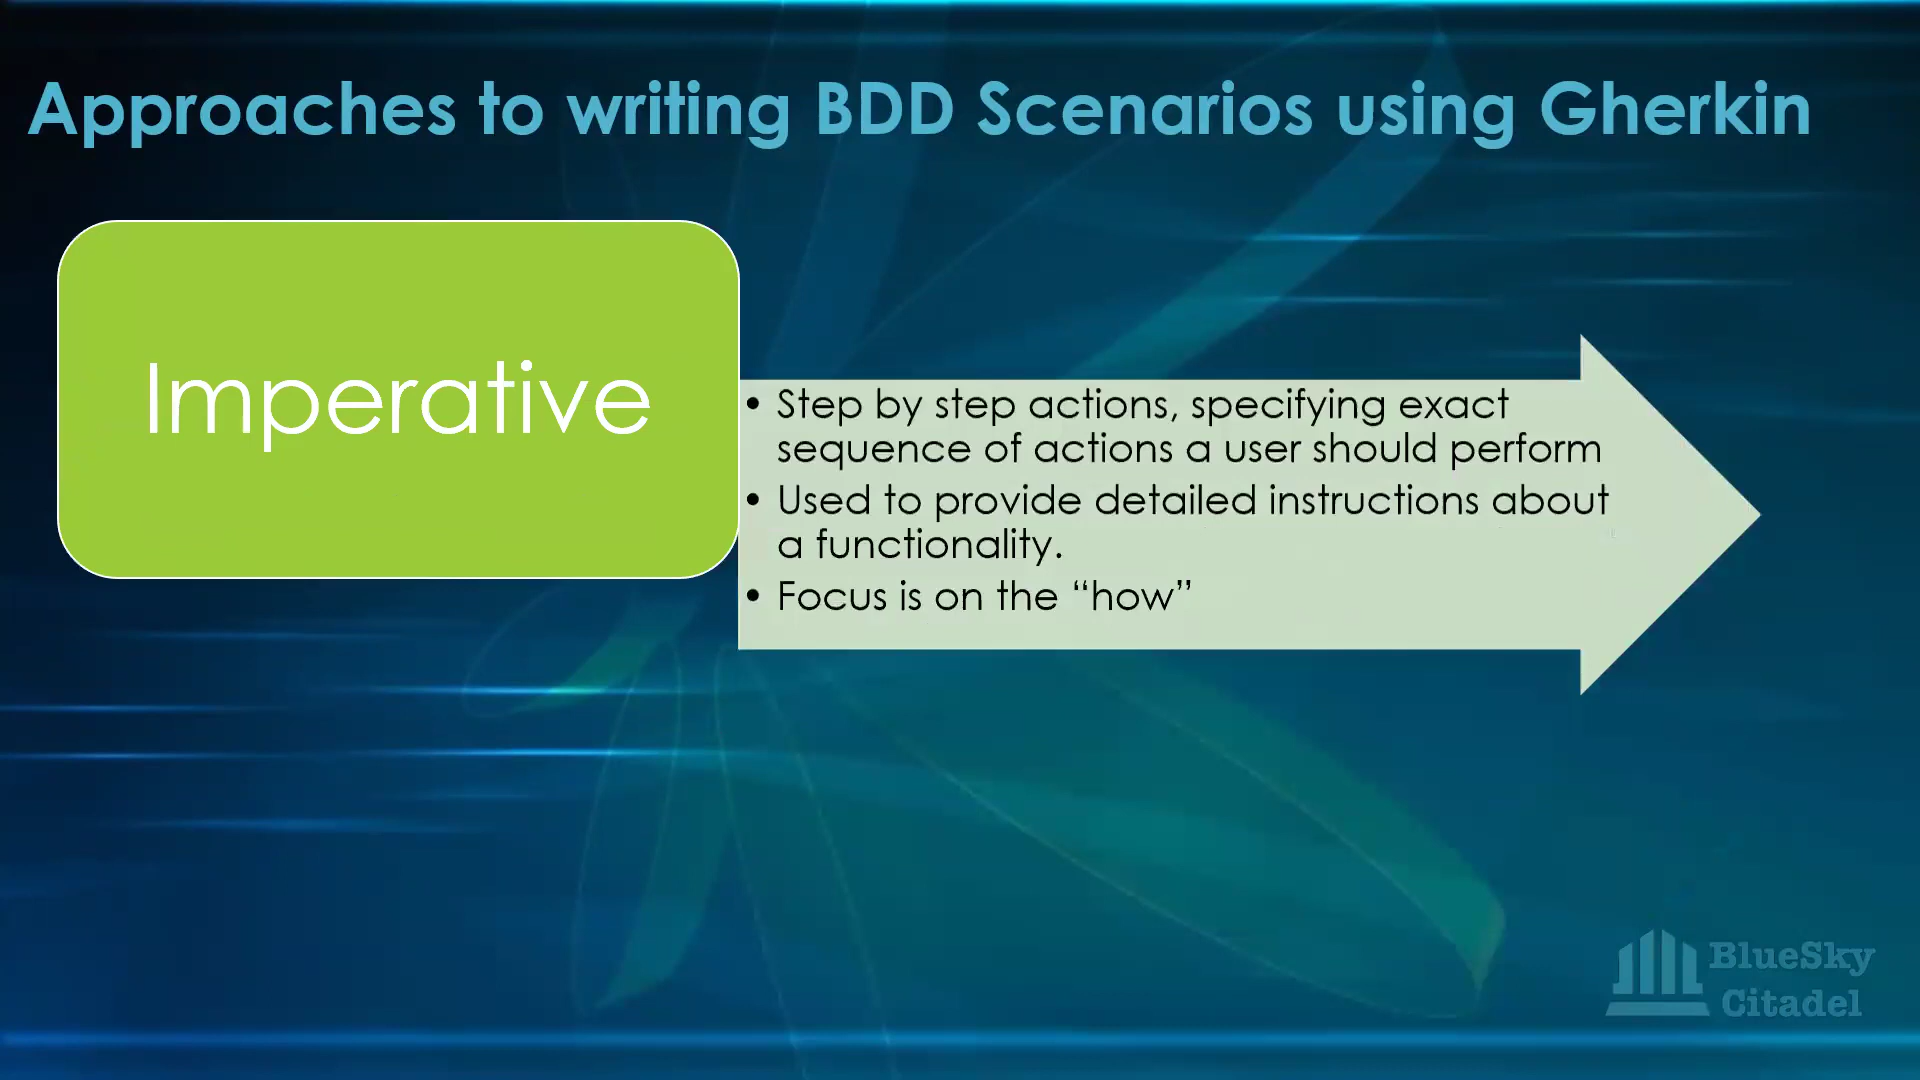 Approaches to writing BDD Scenarios using Gherkin
Imperative
• Step by step actions, specifying exact
sequence of actions a user should perform
• Used to provide detailed instructions about
a functionality.
• Focus is on the “how”
BlueSky
Citadel